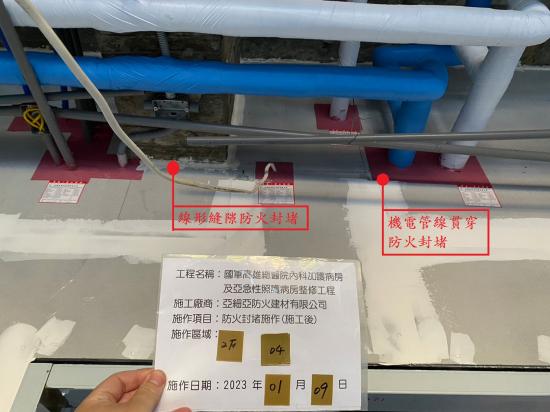 線形縫隙防火封堵
機電管線貫穿
防火封堵
工程名稱：國軍高雄總醫院內科加護病房
及亞急性照護病房整修工程
施工廠商：亞紐亞防火建材有限公司
施作項目：防火封堵施作(施工後)
施作區域：
2F 04
施作日期：2023 年 01 月 09 日